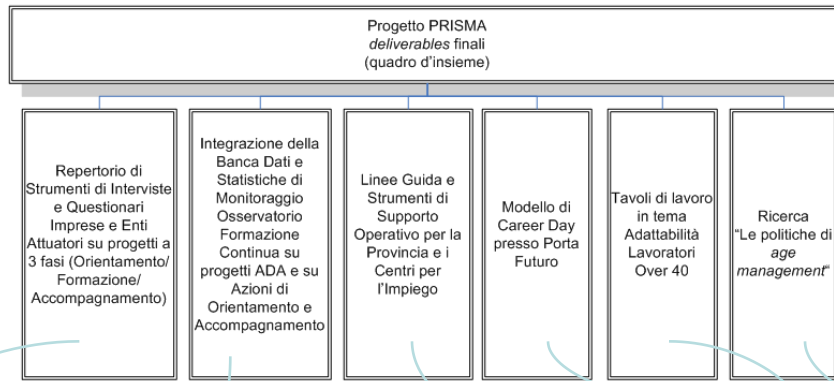 Progetto PRISMA
deliverables finali
(quadro d'insieme)
Repertorio di
Strumenti di Interviste
e Questionari
Imprese e Enti
Attuatori su progetti a
3 fasi (Orientamento/
Formazione/
Accompagnamento)
Integrazione della
Banca Dati e
Statistiche di
Monitoraggio
Osservatorio
Formazione
Continua su
progetti ADA e su
Azioni di
Orientamento e
Accompagnamento
Linee Guida e
Strumenti di
Supporto
Operativo per la
Provincia e i
Centri per
l'Impiego
Modello di
Career Day
presso Porta
Futuro
Tavoli di lavoro
in tema
Adattabilità
Lavoratori
Over 40
Ricerca
"Le politiche di
age
management"